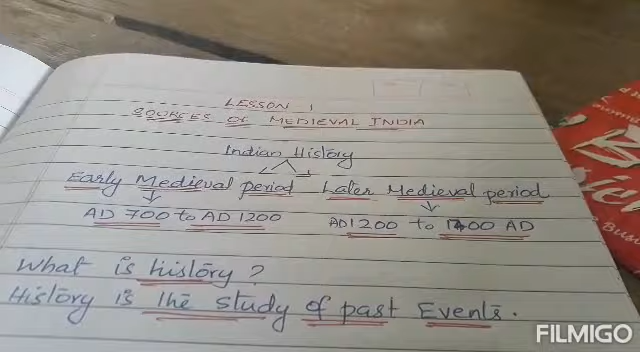 LESSON 1
SOURCES OF MEDIEVAL INDIA
Indian History
Early Medieval period Later Medieval period
AD 700 to AD 1200 AD 1200 to 1700 AD
What is history?
History is the study of past Events.
FILMIGO